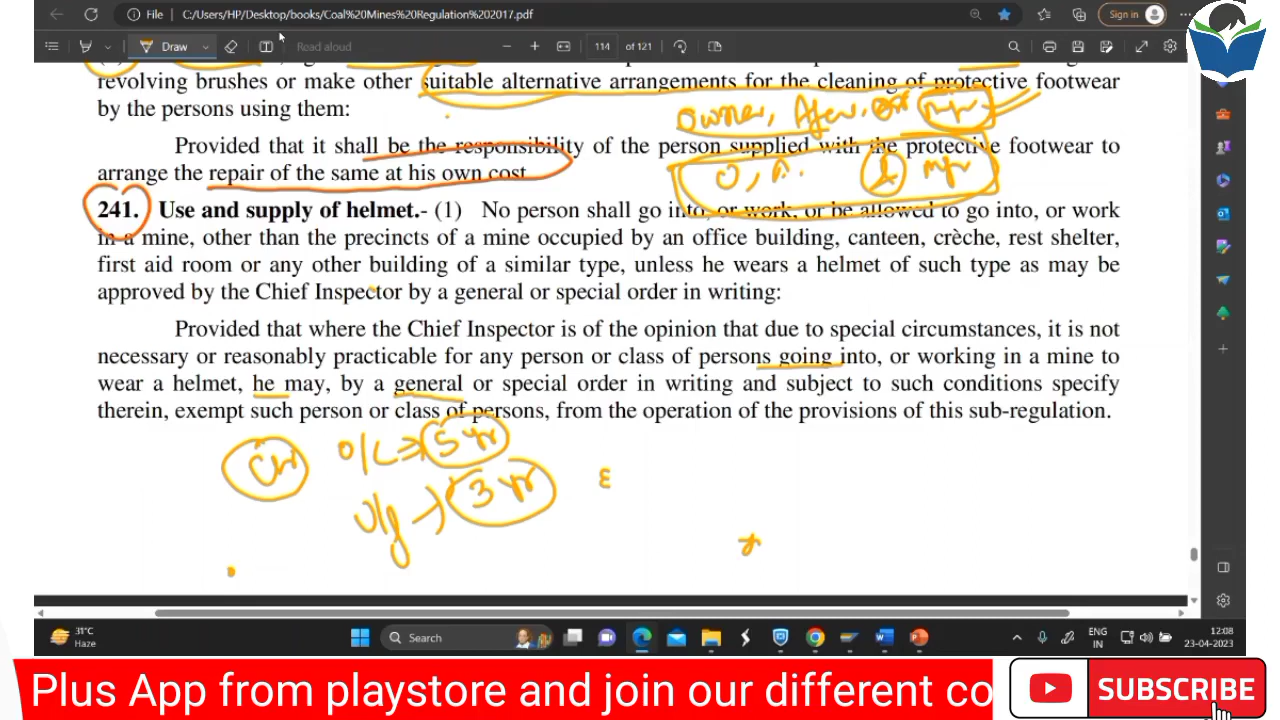 File C:/Users/HP/Desktop/books/Coal%20Mines%20Regulation%202017.pdf Sign in
Draw Read aloud 114 of 121
revolving brushes or make other suitable alternative arrangements for the cleaning of protective footwear
by the persons using them:
Owner,
Provided that it shall be the responsibility of the person supplied with the protective footwear to
arrange the repair of the same at his own cost
241. Use and supply of helmet.- (1) No person shall go into, or work, or be allowed to go into, or work
in a mine, other than the precincts of a mine occupied by an office building, canteen, crèche, rest shelter,
first aid room or any other building of a similar type, unless he wears a helmet of such type as may be
approved by the Chief Inspector by a general or special order in writing:
Provided that where the Chief Inspector is of the opinion that due to special circumstances, it is not
necessary or reasonably practicable for any person or class of persons going into, or working in a mine to
wear a helmet, he may, by a general or special order in writing and subject to such conditions specify
therein, exempt such person or class of persons, from the operation of the provisions of this sub-regulation.
O/C ⇒ 5 yr
U/g → 3 yr
31°C
Haze
Search
ENG
IN
12:08
23-04-2023
Plus App from playstore and join our different co
SUBSCRIBE